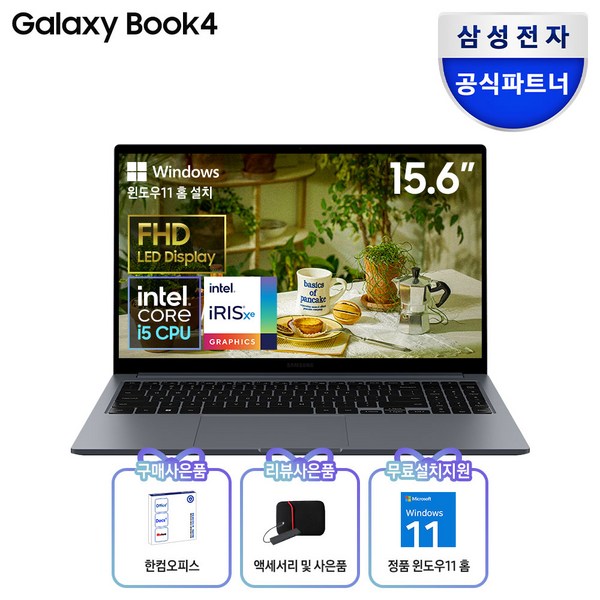 Galaxy Book4
삼성전자
공식파트너
Windows
윈도우11 홈 설치
15.6”
FHD
LED Display
intel
CORE
i5 CPU
intel
iRISxe
GRAPHICS
basics
of
pancake
SAMSUNG
구매사은품
리뷰사은품
무료설치지원
Office
Docs
Microsoft
Windows
11
한컴오피스
액세서리 및 사은품
정품 윈도우11 홈